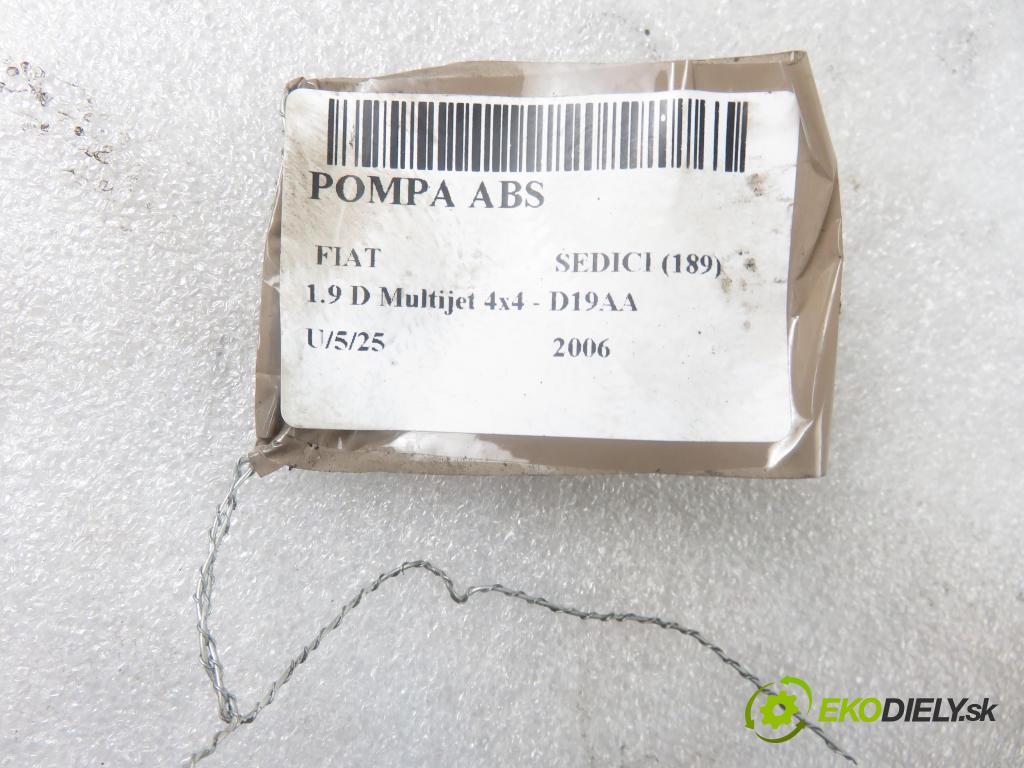 POMPA ABS
FIAT SEDICI (189)
1.9 D Multijet 4x4 - D19AA
U/5/25 2006
EKODIELY.sk